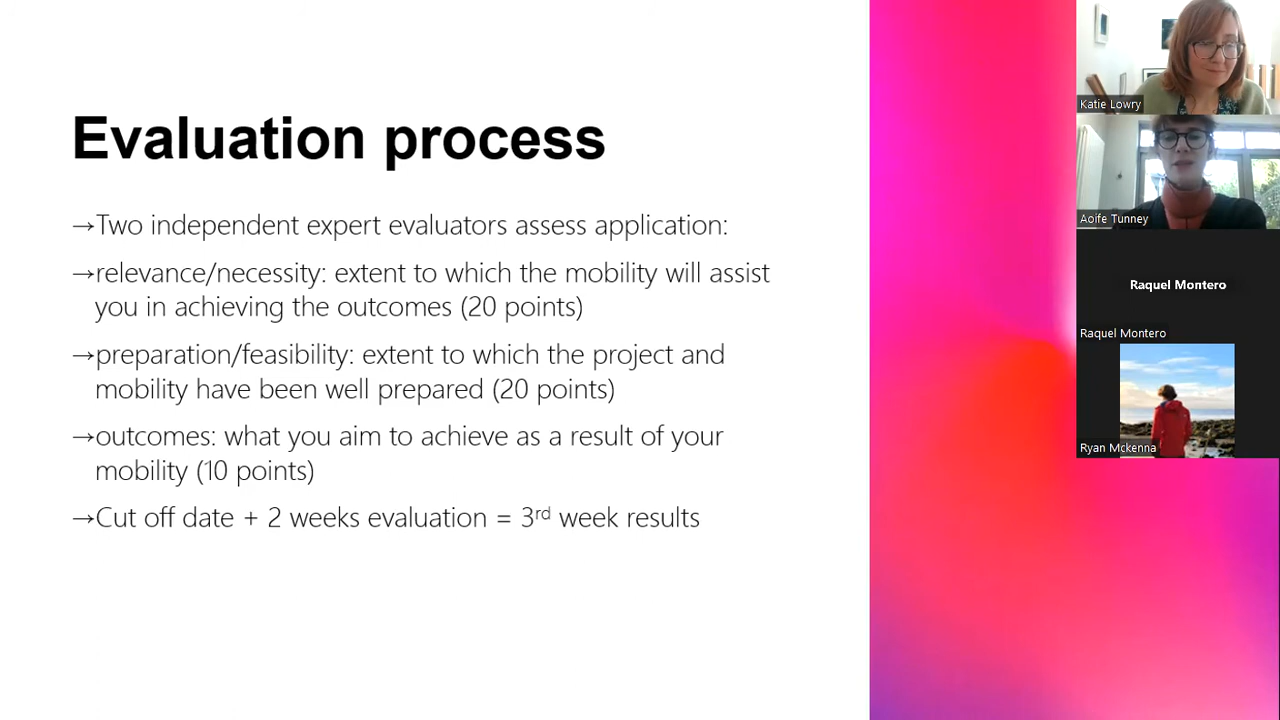 Evaluation process
→Two independent expert evaluators assess application:
→relevance/necessity: extent to which the mobility will assist
you in achieving the outcomes (20 points)
→preparation/feasibility: extent to which the project and
mobility have been well prepared (20 points)
→outcomes: what you aim to achieve as a result of your
mobility (10 points)
→Cut off date + 2 weeks evaluation = 3rd week results
Katie Lowry
Aoife Tunney
Raquel Montero
Raquel Montero
Ryan Mckenna